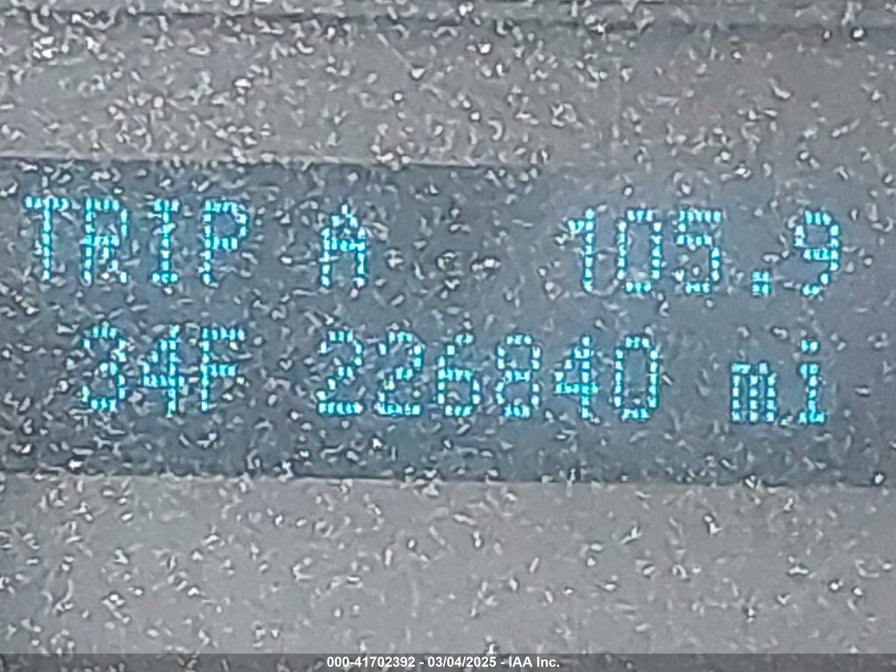 TRIP A 105.9
34F 226840 mi
000-41702392 - 03/04/2025 - IAA Inc.